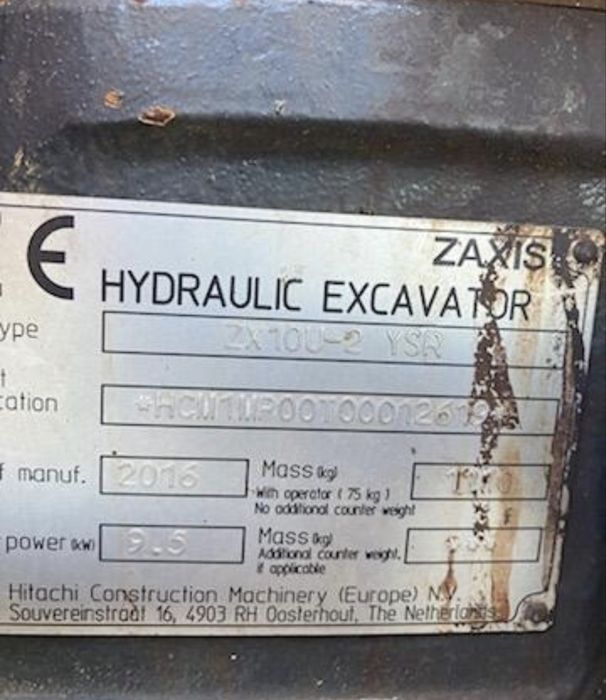 CE
ZAXIS
HYDRAULIC EXCAVATOR
ype ZX10U-2 YSR
t
cation
f manuf. 2016 Mass (kg)
With operator ( 75 kg )
No additional counter weight
power (kW) 9.5 Mass (kg)
Additional counter weight,
if applicable
Hitachi Construction Machinery (Europe) N.V.
Souvereinstraat 16, 4903 RH Oosterhout, The Netherlands